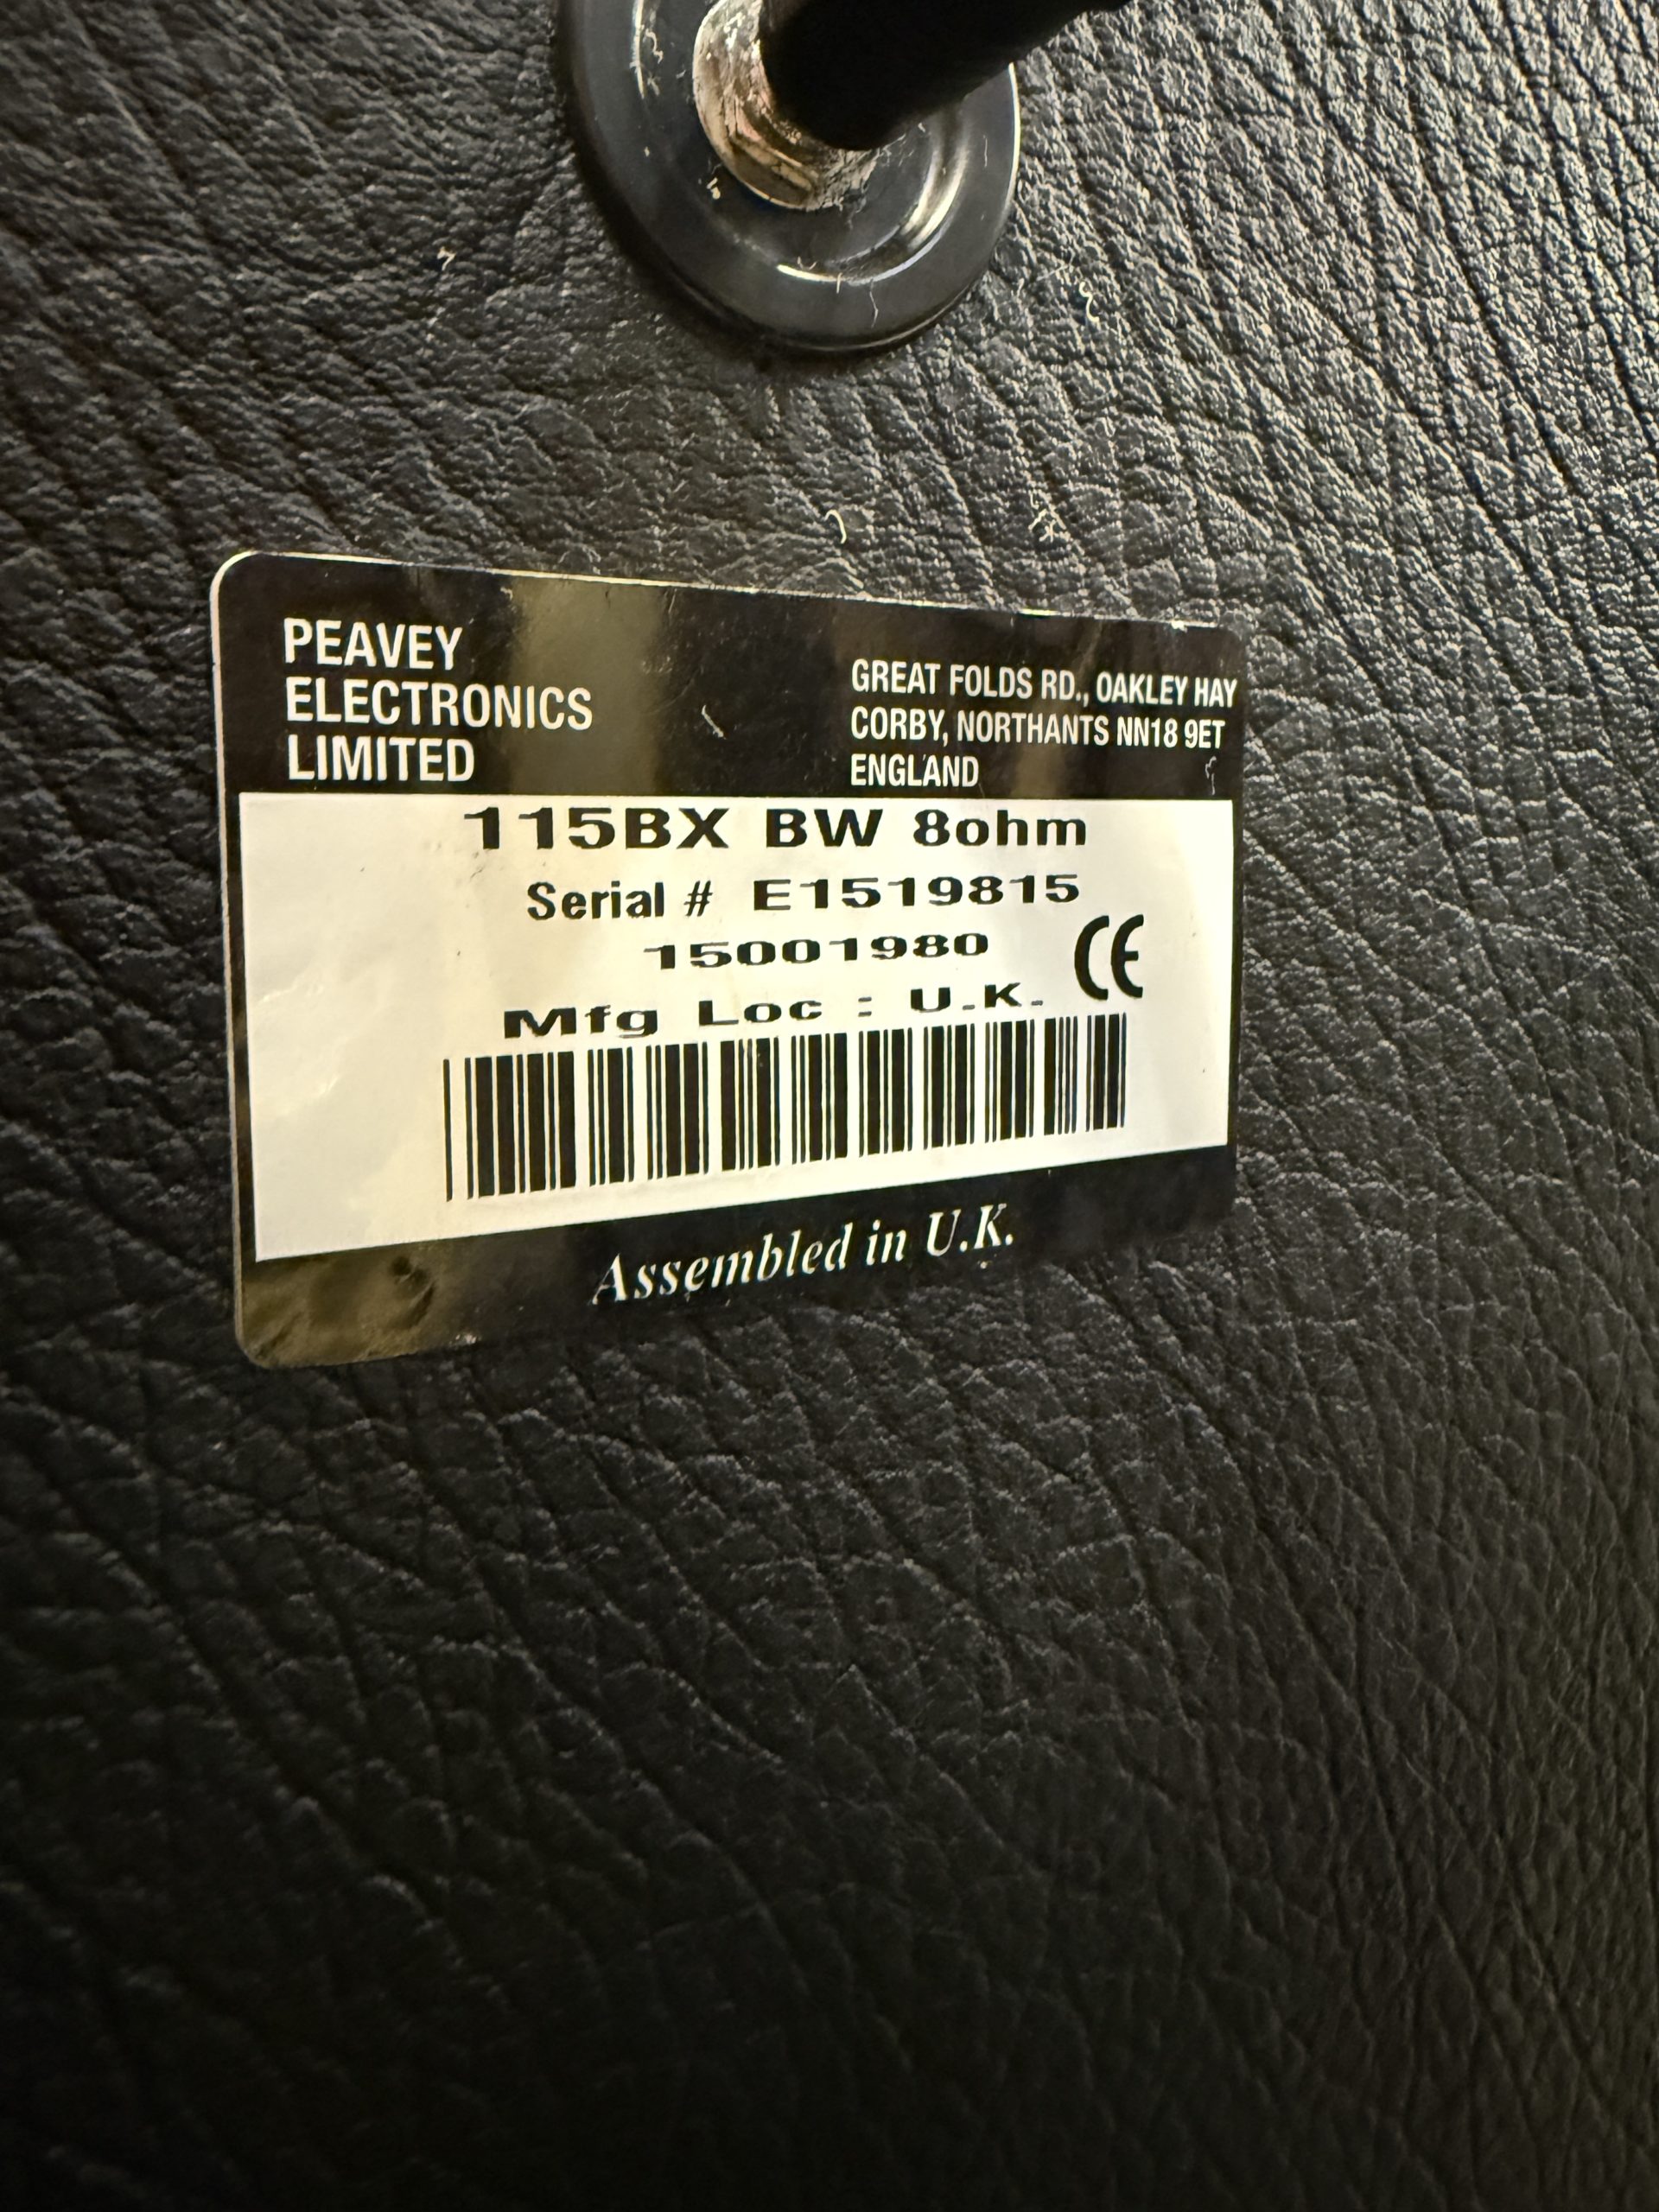 PEAVEY
ELECTRONICS
LIMITED
GREAT FOLDS RD., OAKLEY HAY
CORBY, NORTHANTS NN18 9ET
ENGLAND
115BX BW 8ohm
Serial # E1519815
15001980
CE
Mfg Loc : U.K.
Assembled in U.K.